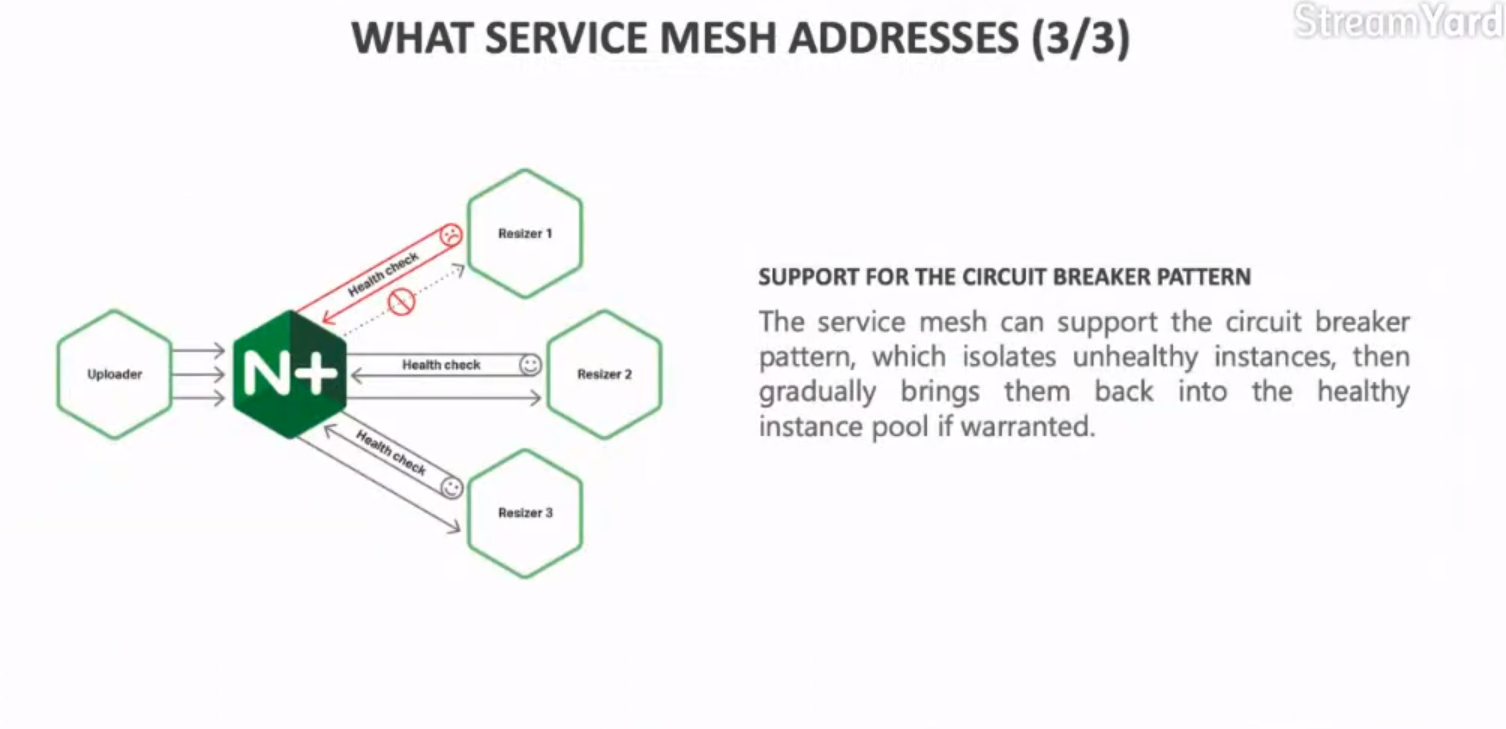 WHAT SERVICE MESH ADDRESSES (3/3)
StreamYard
Resizer 1
Health check
Uploader
N+
Health check
Resizer 2
Health check
Resizer 3
SUPPORT FOR THE CIRCUIT BREAKER PATTERN
The service mesh can support the circuit breaker
pattern, which isolates unhealthy instances, then
gradually brings them back into the healthy
instance pool if warranted.